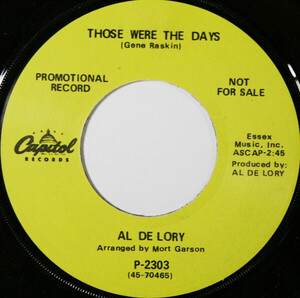 THOSE WERE THE DAYS
(Gene Raskin)
PROMOTIONAL
RECORD
NOT
FOR SALE
Capitol
RECORDS
Essex
Music, Inc.
ASCAP-2:45
Produced by:
AL DE LORY
AL DE LORY
Arranged by Mort Garson
P-2303
(45-70465)